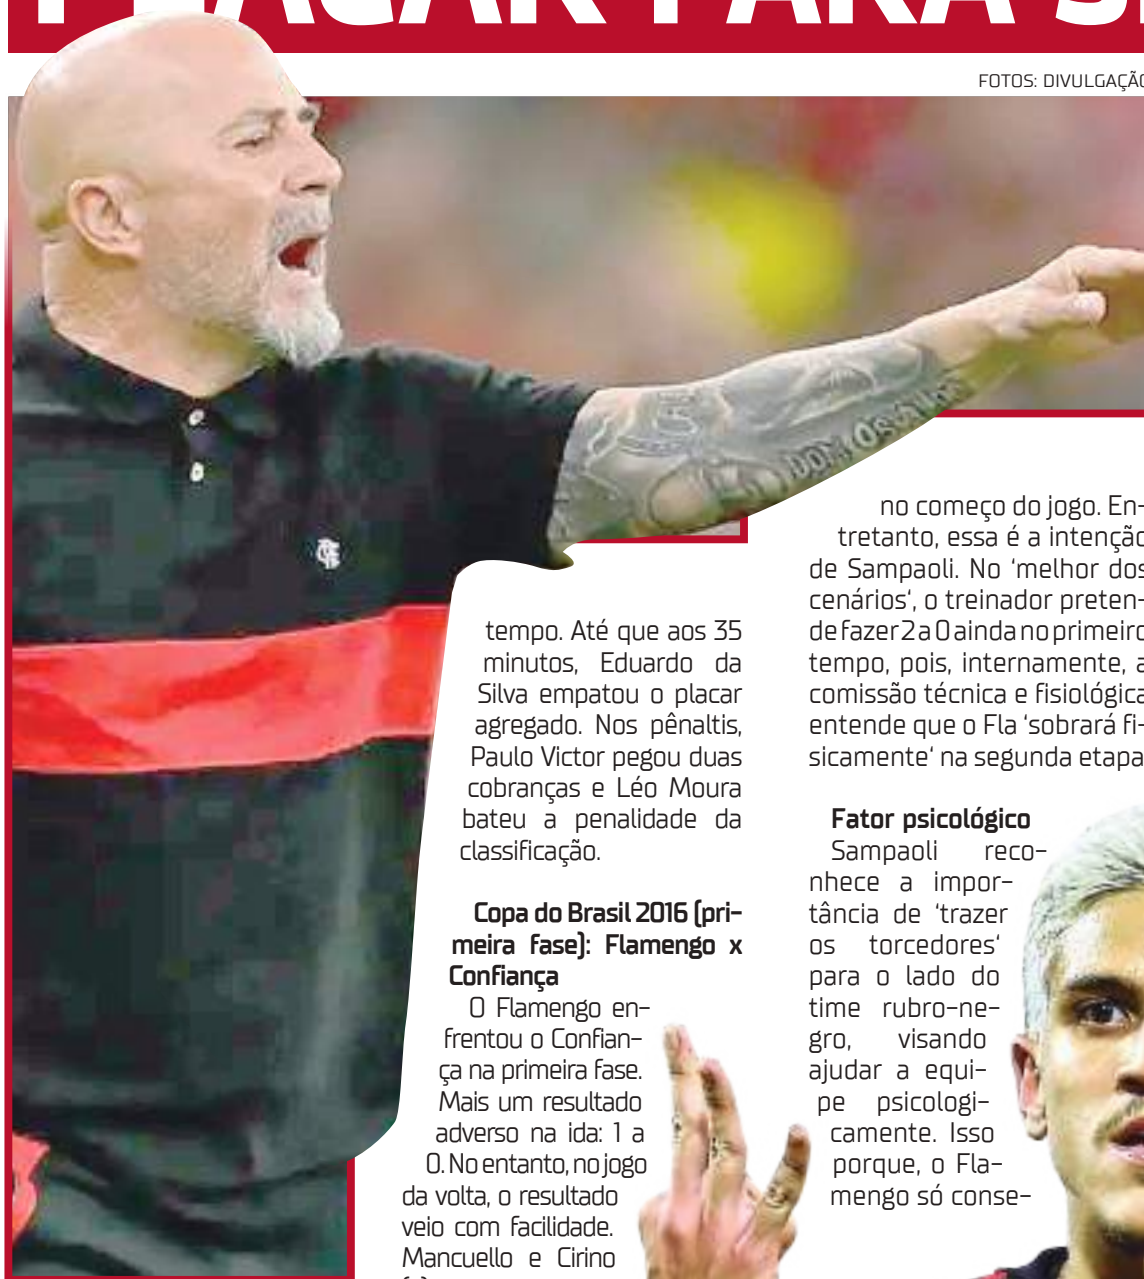 PLACAR PARA
FOTOS: DIVULGAÇÃO
tempo. Até que aos 35
minutos, Eduardo da
Silva empatou o placar
agregado. Nos pênaltis,
Paulo Victor pegou duas
cobranças e Léo Moura
bateu a penalidade da
classificação.
Copa do Brasil 2016 (pri-
meira fase): Flamengo x
Confiança
O Flamengo en-
frentou o Confian-
ça na primeira fase.
Mais um resultado
adverso na ida: 1 a
0. No entanto, no jogo
da volta, o resultado
veio com facilidade.
Mancuello e Cirino
no começo do jogo. En-
tretanto, essa é a intenção
de Sampaoli. No ‘melhor dos
cenários‘, o treinador preten-
de fazer 2 a 0 ainda no primeiro
tempo, pois, internamente, a
comissão técnica e fisiológica
entende que o Fla ‘sobrará fi-
sicamente‘ na segunda etapa
Fator psicológico
Sampaoli reco-
nhece a impor-
tância de ‘trazer
os torcedores‘
para o lado do
time rubro-ne-
gro, visando
ajudar a equi-
pe psicologi-
camente. Isso
porque, o Fla-
mengo só conse-